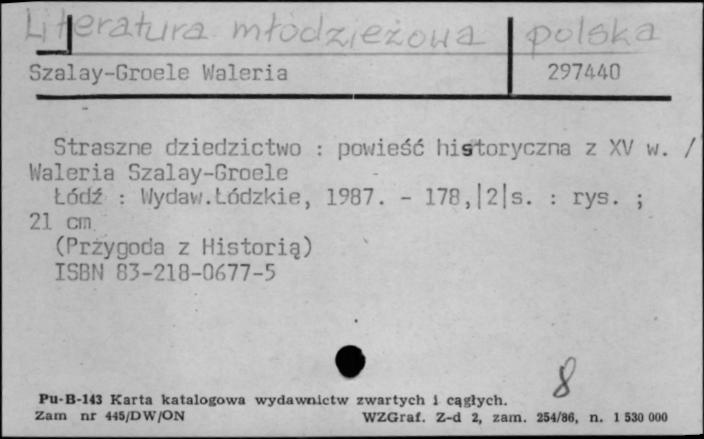 Literatura młodzieżowa polska
Szalay-Groele Waleria 297440
Straszne dziedzictwo : powieść historyczna z XV w. /
Waleria Szalay-Groele
Łódź : Wydaw.Łódzkie, 1987. - 178,|2|s. : rys. ;
21 cm.
(Przygoda z Historią)
ISBN 83-218-0677-5
8
Pu-B-143 Karta katalogowa wydawnictw zwartych i cągłych.
Zam nr 445/DW/ON WZGraf. Z-d 2, zam. 254/86, n. 1 530 000